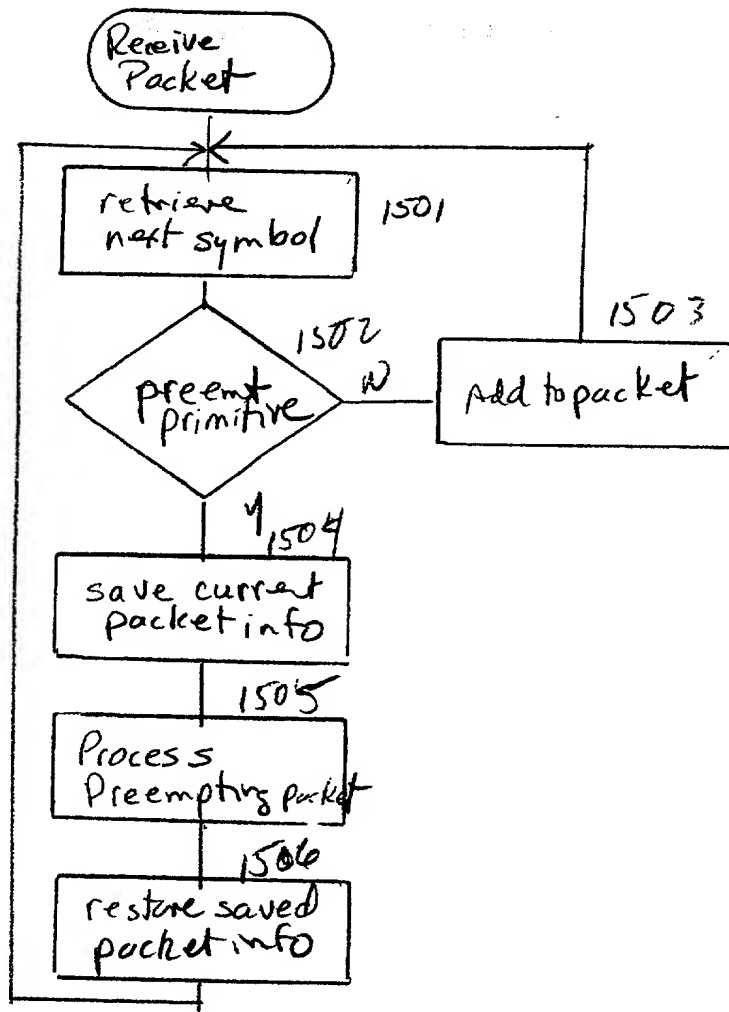 Receive
Packet
retrieve
next symbol
1501
1502
preemt
primitive
N
1503
Add to packet
Y
1504
save current
packet info
1505
Process
Preempting packet
1506
restore saved
packet info